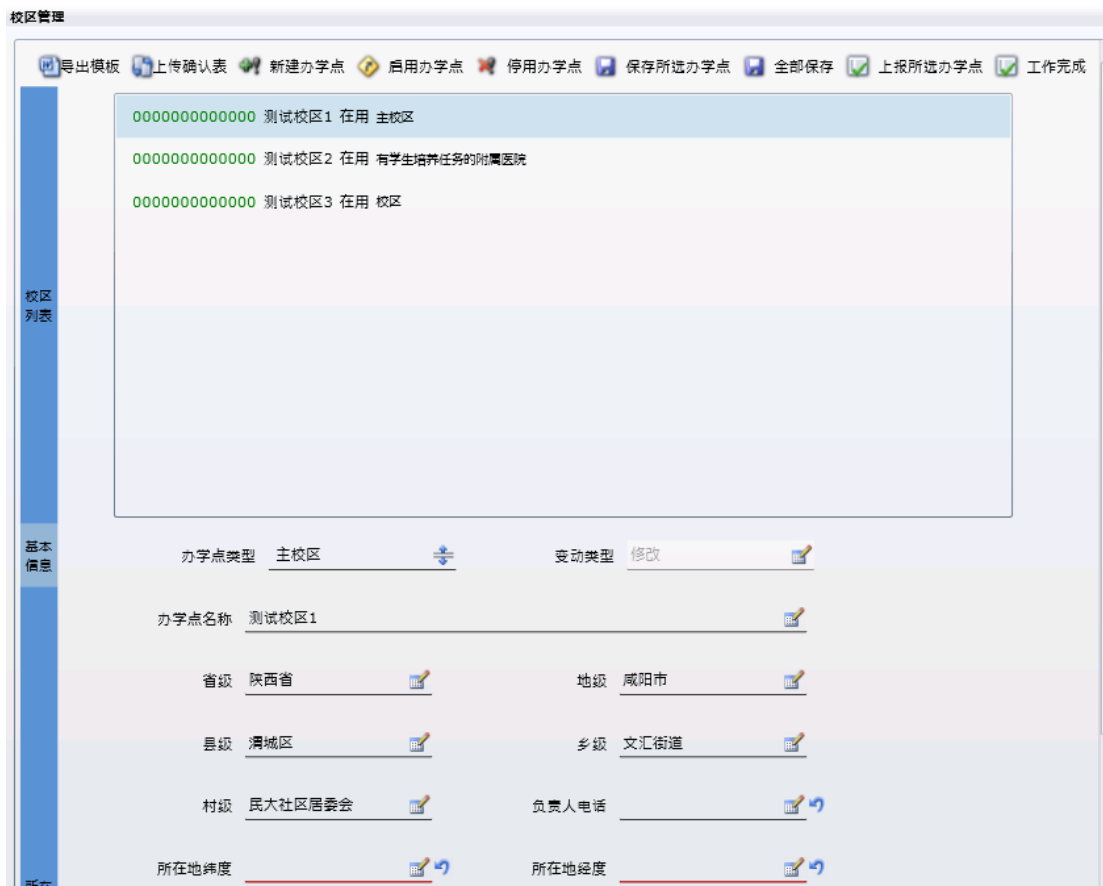 校区管理
导出模板 上传确认表 新建办学点 启用办学点 停用办学点 保存所选办学点 全部保存 上报所选办学点 工作完成
0000000000000 测试校区1 在用 主校区
0000000000000 测试校区2 在用 有学生培养任务的附属医院
0000000000000 测试校区3 在用 校区
校区
列表
基本
信息
办学点类型 主校区 变动类型 修改
办学点名称 测试校区1
省级 陕西省 地级 咸阳市
县级 渭城区 乡级 文汇街道
村级 民大社区居委会 负责人电话
所在地纬度 所在地经度
所在